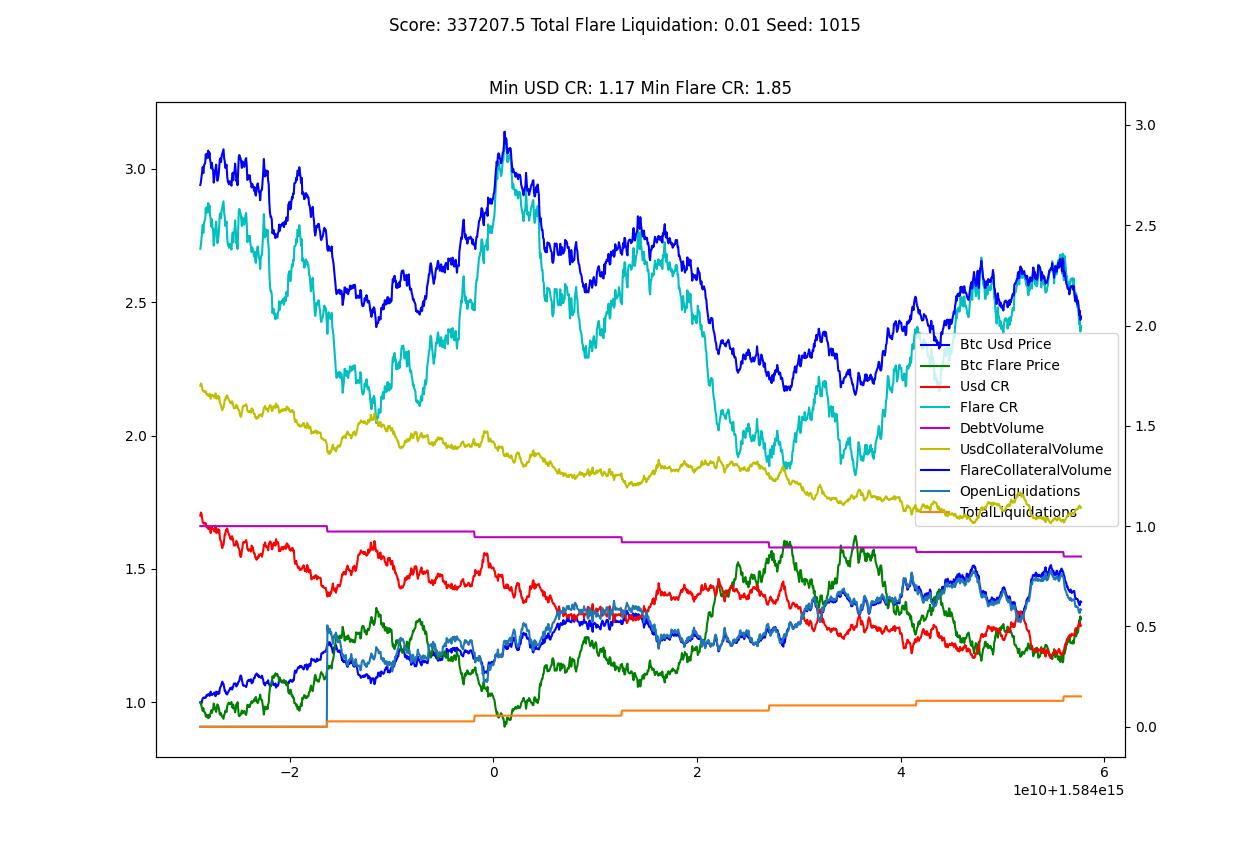 Score: 337207.5 Total Flare Liquidation: 0.01 Seed: 1015
Min USD CR: 1.17 Min Flare CR: 1.85
3.0
2.5
2.0
1.5
1.0
3.0
2.5
2.0
1.5
1.0
0.5
0.0
Btc Usd Price
Btc Flare Price
Usd CR
Flare CR
DebtVolume
UsdCollateralVolume
FlareCollateralVolume
OpenLiquidations
TotalLiquidations
−2 0 2 4 6
1e10+1.584e15